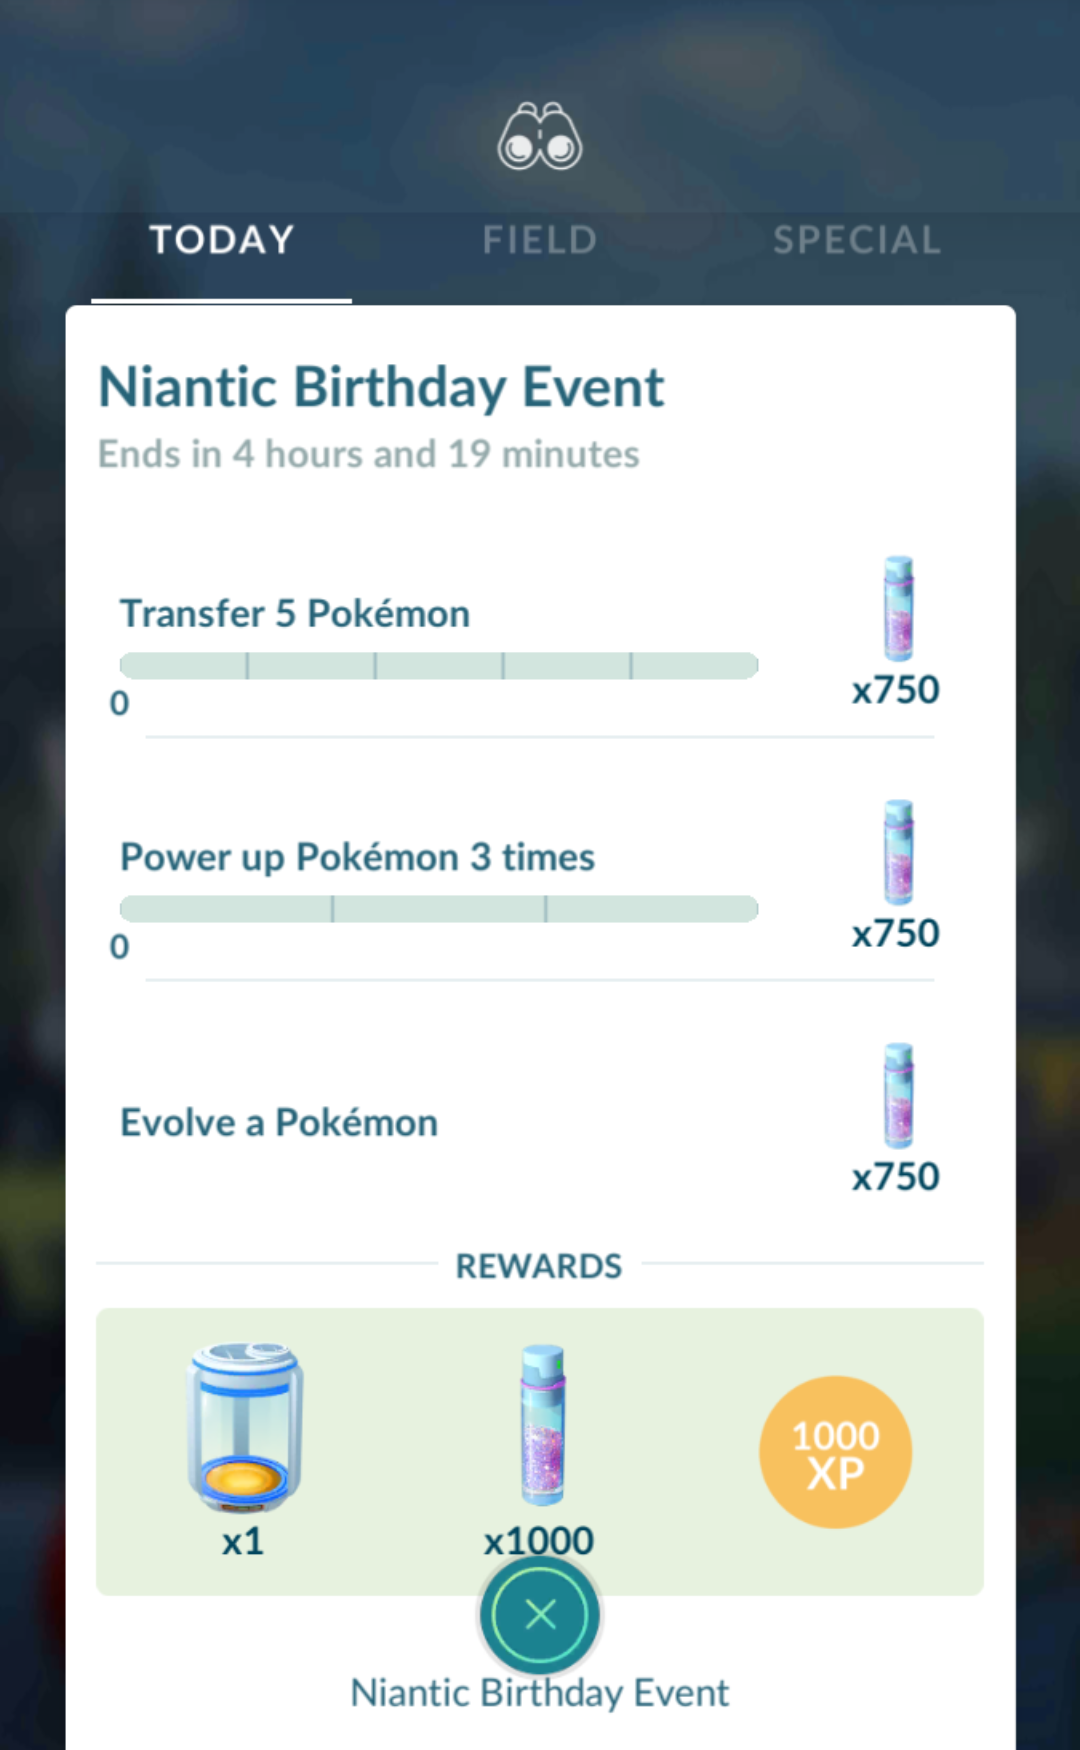 TODAY FIELD SPECIAL
Niantic Birthday Event
Ends in 4 hours and 19 minutes
Transfer 5 Pokémon
x750
0
Power up Pokémon 3 times
x750
0
Evolve a Pokémon
x750
REWARDS
1000
XP
x1 x1000
Niantic Birthday Event